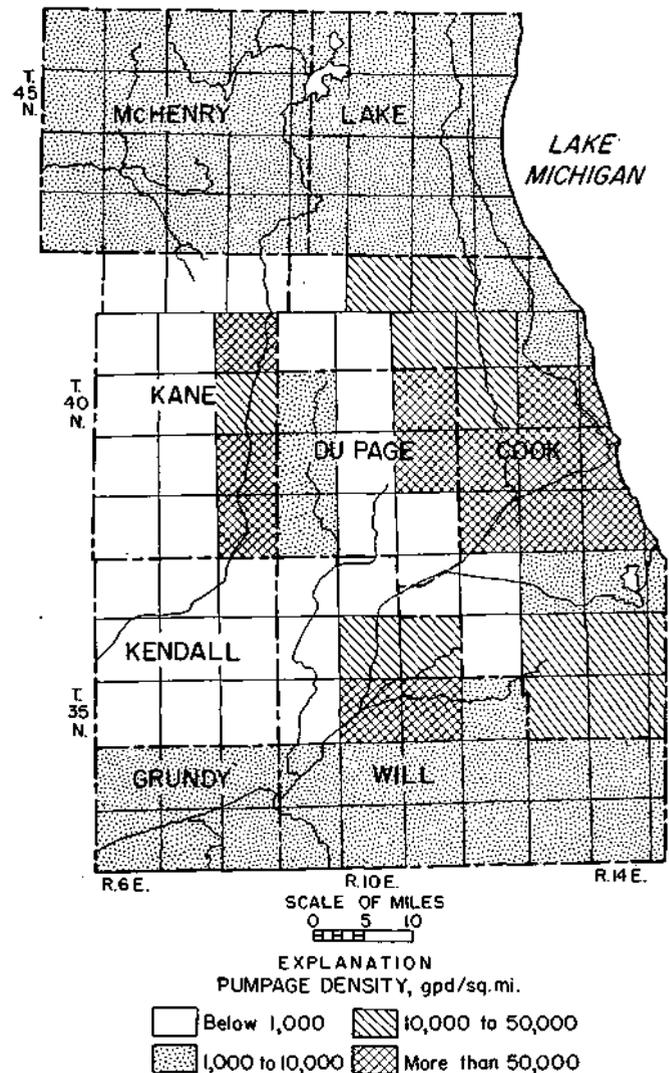 T.
45
N.
McHENRY
LAKE
LAKE
MICHIGAN
T.
40
N.
KANE
DU PAGE
COOK
KENDALL
T.
35
N.
GRUNDY
WILL
R.6 E.
R.10 E.
R.14 E.
SCALE OF MILES
0 5 10
EXPLANATION
PUMPAGE DENSITY, gpd/sq.mi.
Below 1,000
10,000 to 50,000
1,000 to 10,000
More than 50,000